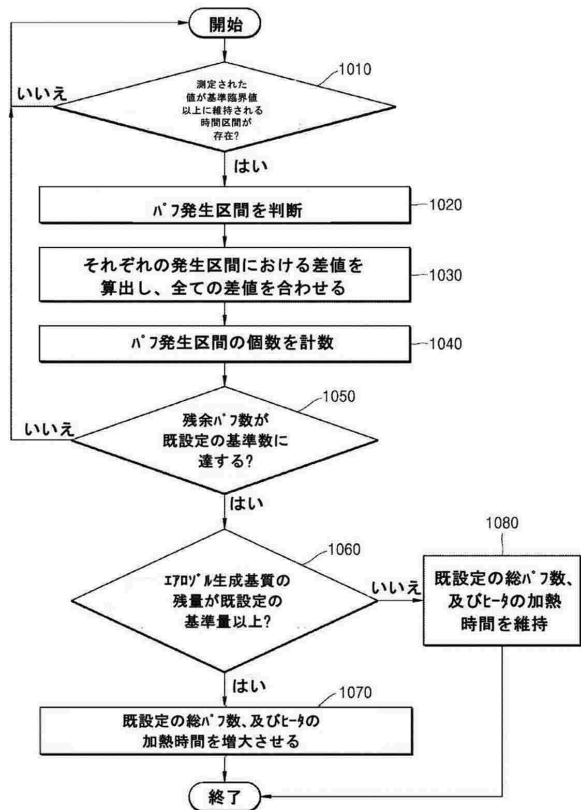 開始
1010
測定された
値が基準臨界値
以上に維持される
時間区間が
存在?
いいえ
はい
ﾊﾟﾌ発生区間を判断
1020
それぞれの発生区間における差値を
算出し、全ての差値を合わせる
1030
ﾊﾟﾌ発生区間の個数を計数
1040
1050
残余ﾊﾟﾌ数が
既設定の基準数に
達する?
いいえ
はい
1060
ｴｱﾛｿﾞﾙ生成基質の
残量が既設定の
基準量以上?
いいえ
はい
1080
既設定の総ﾊﾟﾌ数、
及びﾋｰﾀの加熱
時間を維持
1070
既設定の総ﾊﾟﾌ数、及びﾋｰﾀの
加熱時間を増大させる
終了